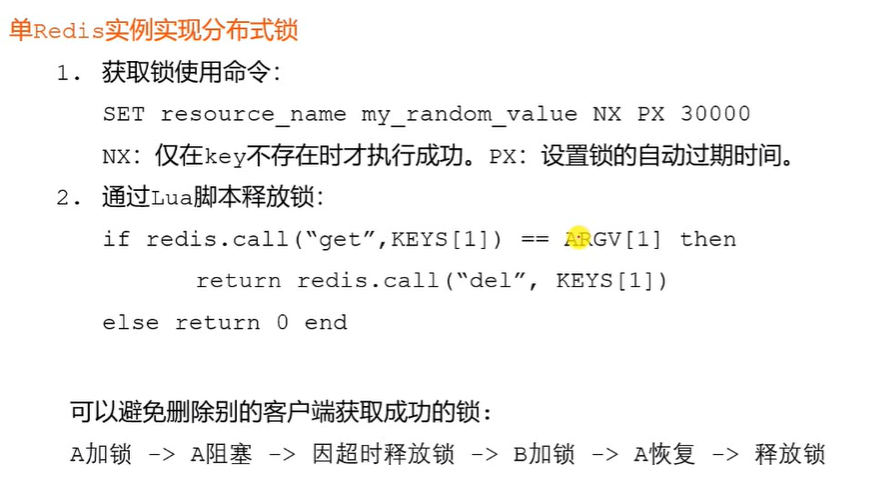 单Redis实例实现分布式锁
1. 获取锁使用命令：
SET resource_name my_random_value NX PX 30000
NX：仅在key不存在时才执行成功。PX：设置锁的自动过期时间。
2. 通过Lua脚本释放锁：
if redis.call(“get”,KEYS[1]) == ARGV[1] then
return redis.call(“del”, KEYS[1])
else return 0 end
可以避免删除别的客户端获取成功的锁：
A加锁 -> A阻塞 -> 因超时释放锁 -> B加锁 -> A恢复 -> 释放锁